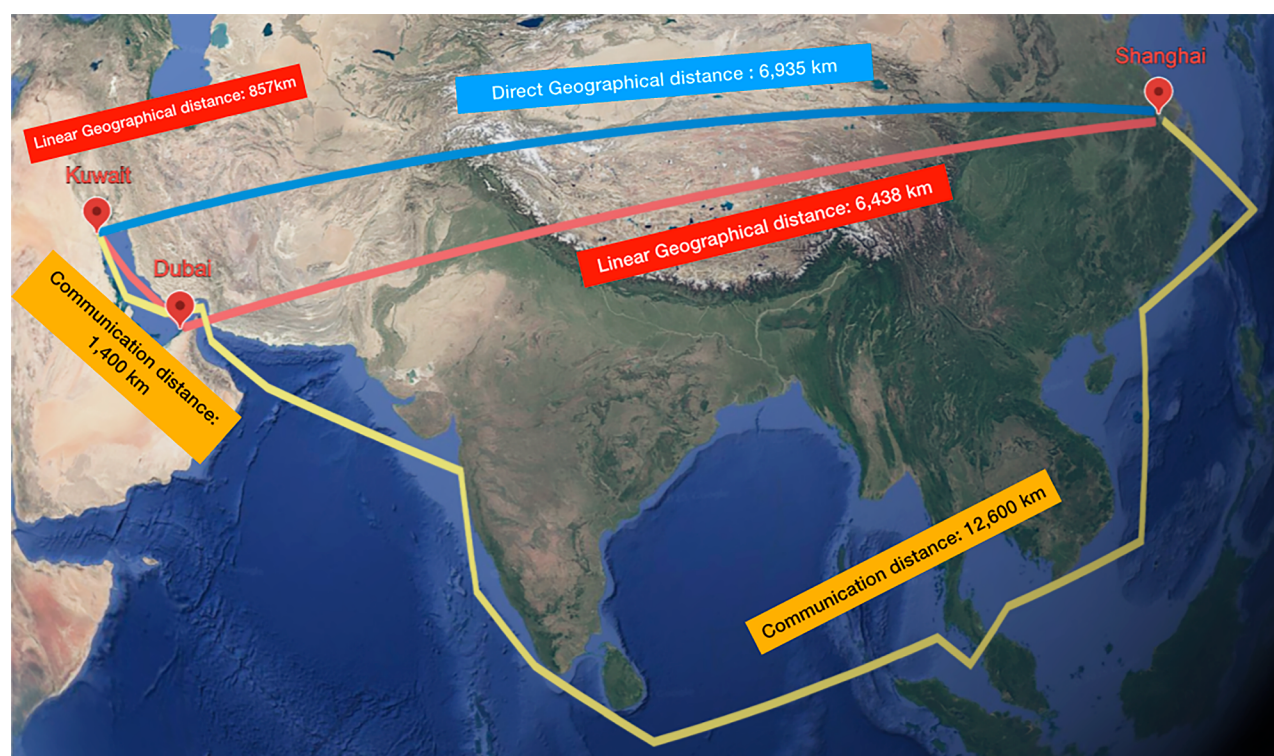 Shanghai
Direct Geographical distance : 6,935 km
Linear Geographical distance: 857km
Kuwait
Linear Geographical distance: 6,438 km
Dubai
Communication distance:
1,400 km
Communication distance: 12,600 km